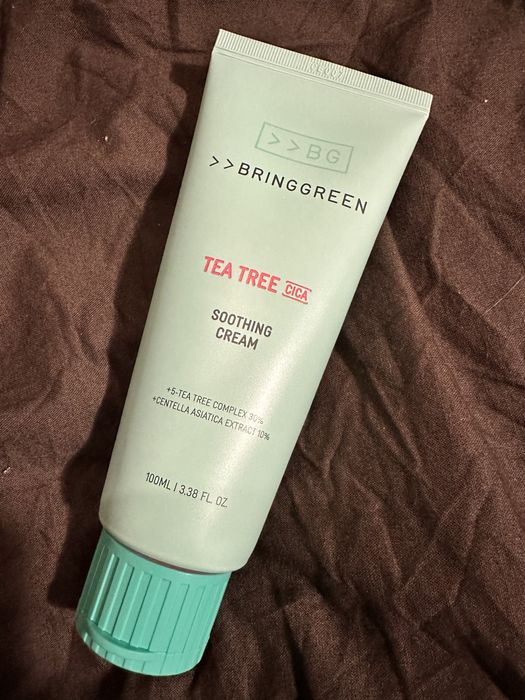 >>BG
>>BRINGGREEN
TEA TREE CICA
SOOTHING
CREAM
+5-TEA TREE COMPLEX 30%
+CENTELLA ASIATICA EXTRACT 10%
100ML | 3.38 FL. OZ.